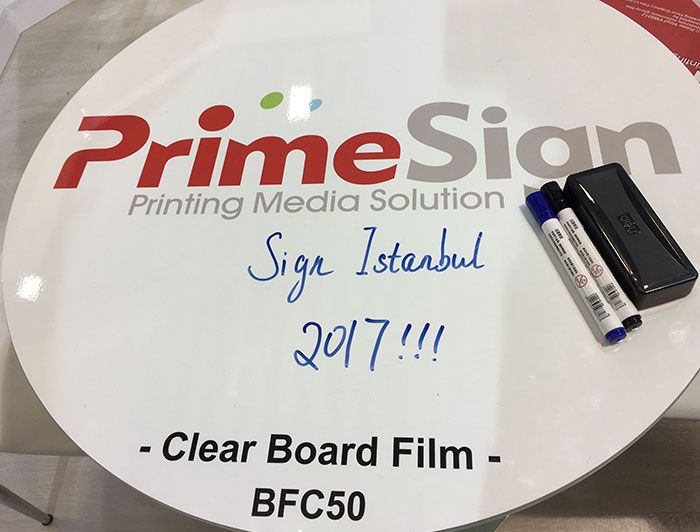 PrimeSign
Printing Media Solution
Sign Istanbul
2017!!!
- Clear Board Film -
BFC50